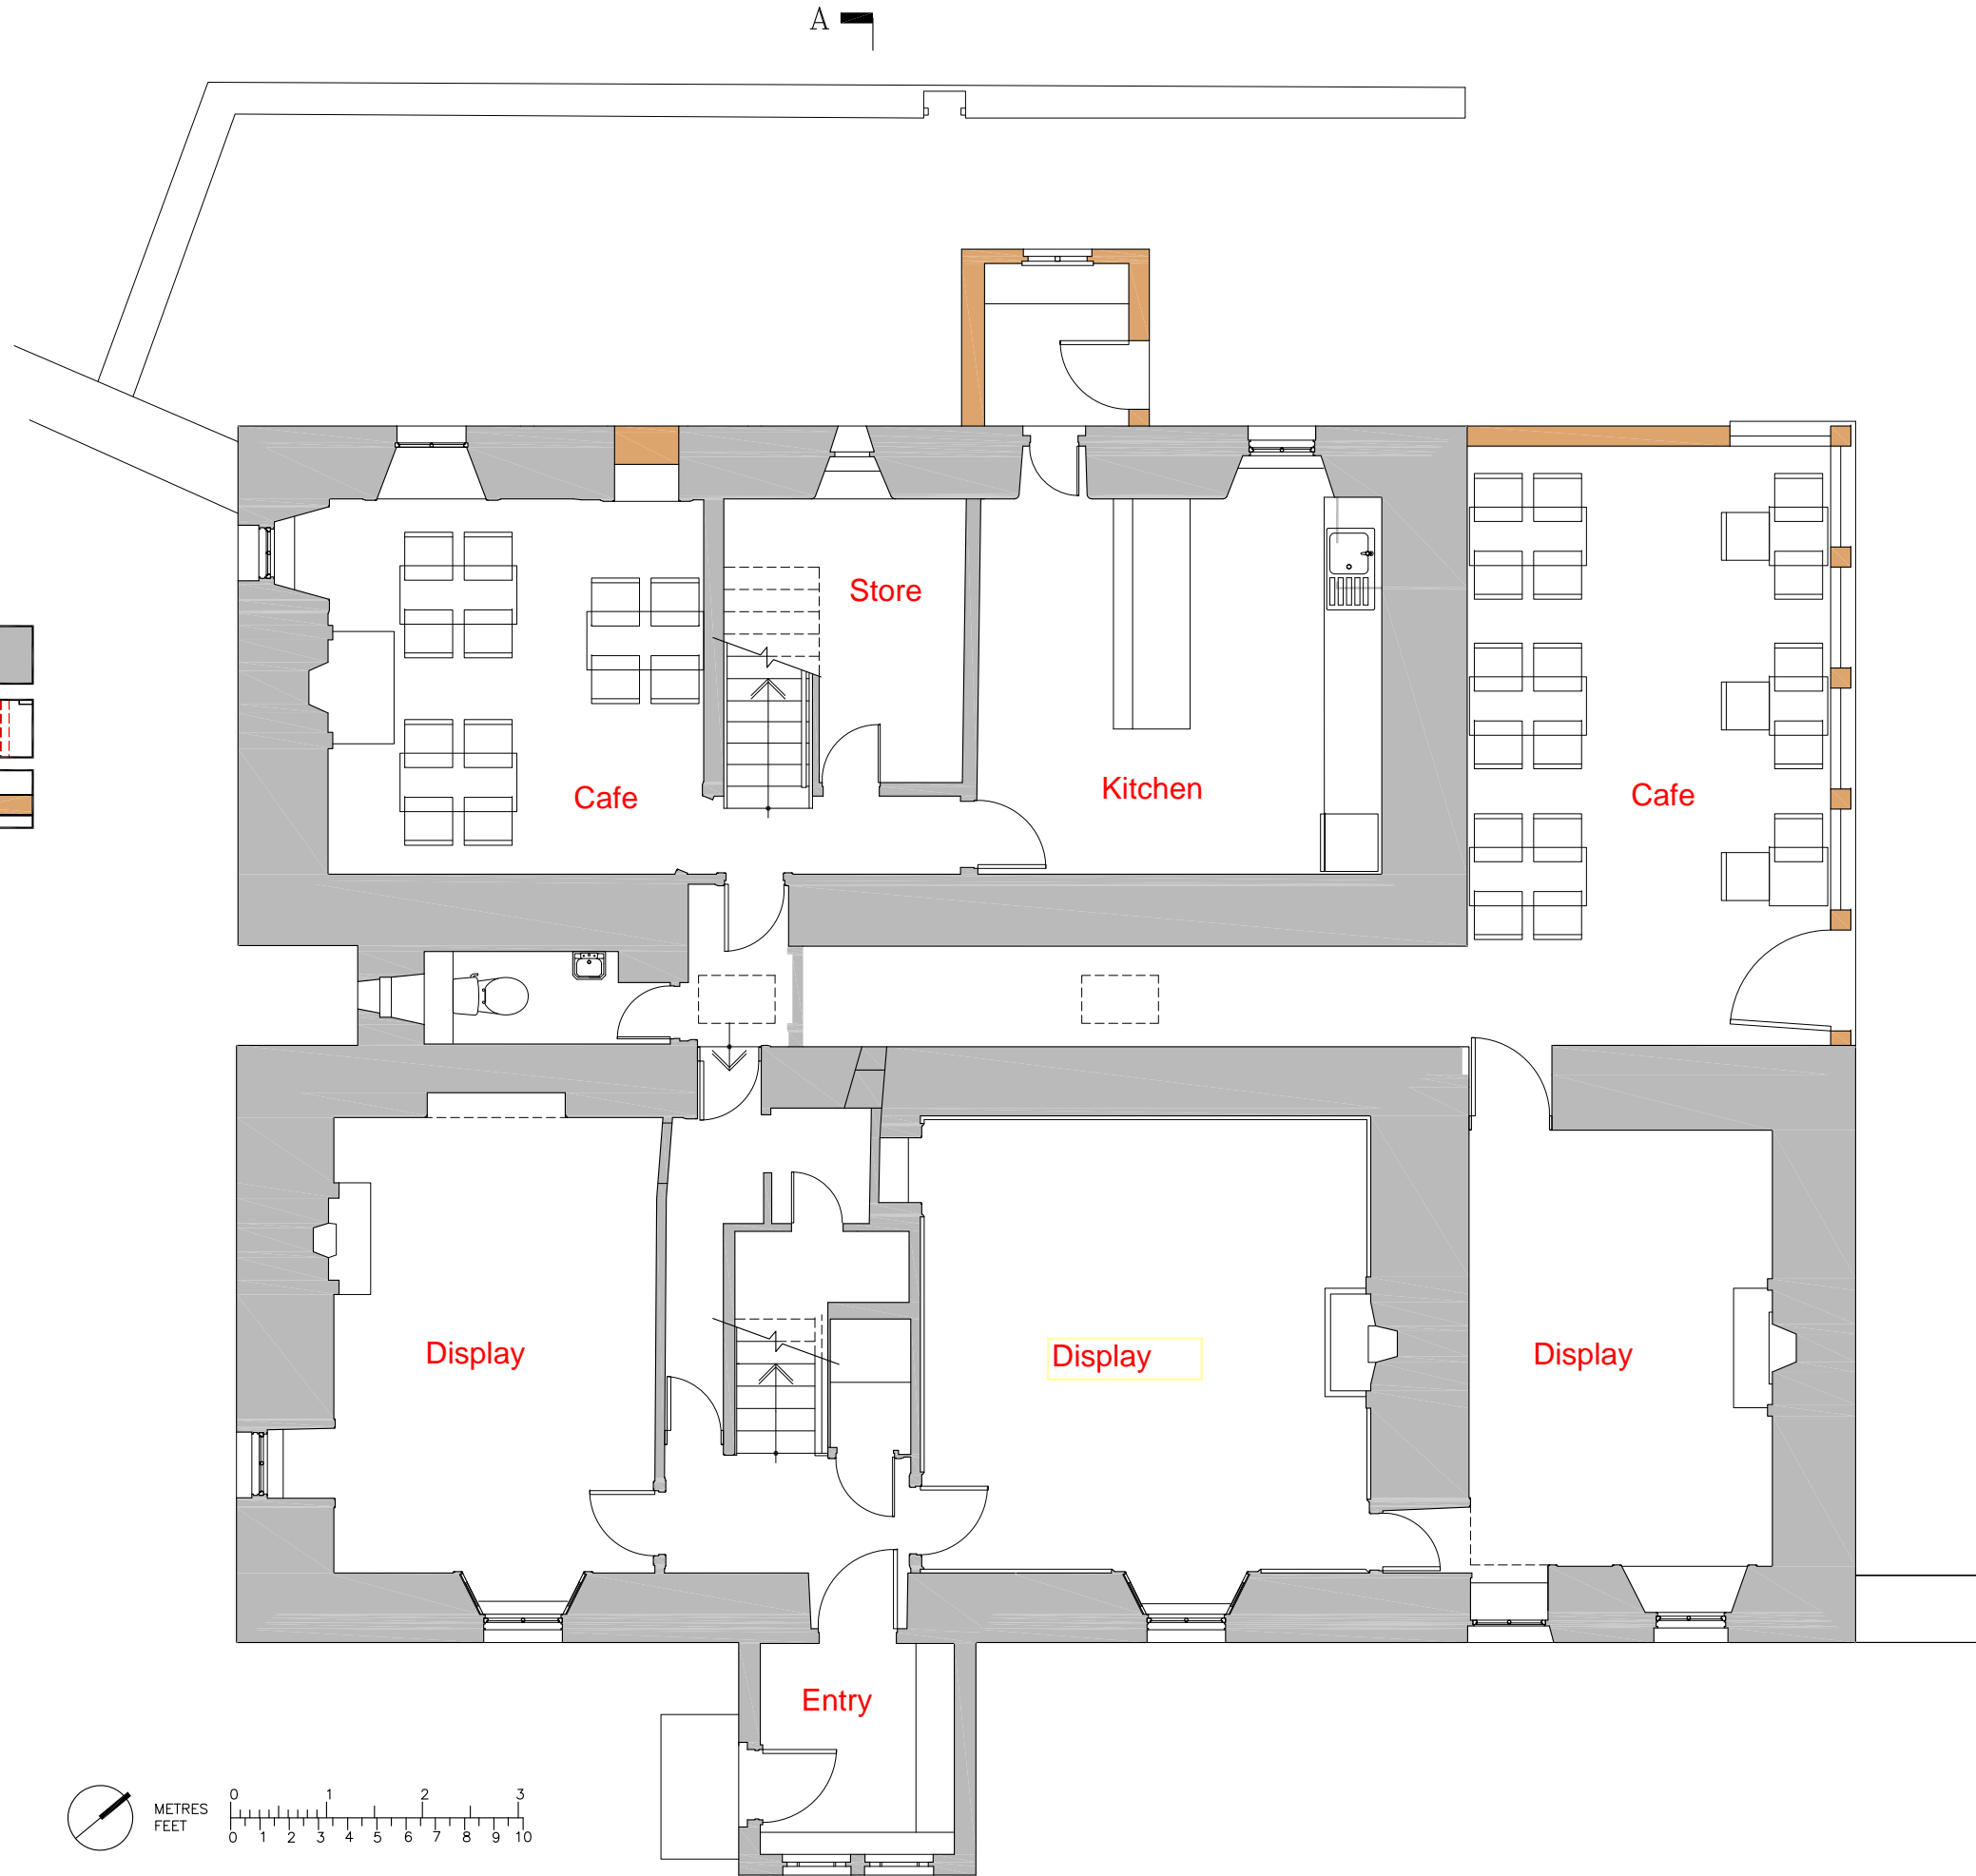 A
Store
Kitchen
Cafe
Cafe
Display
Display
Display
Entry
METRES
FEET
0 1 2 3
0 1 2 3 4 5 6 7 8 9 10